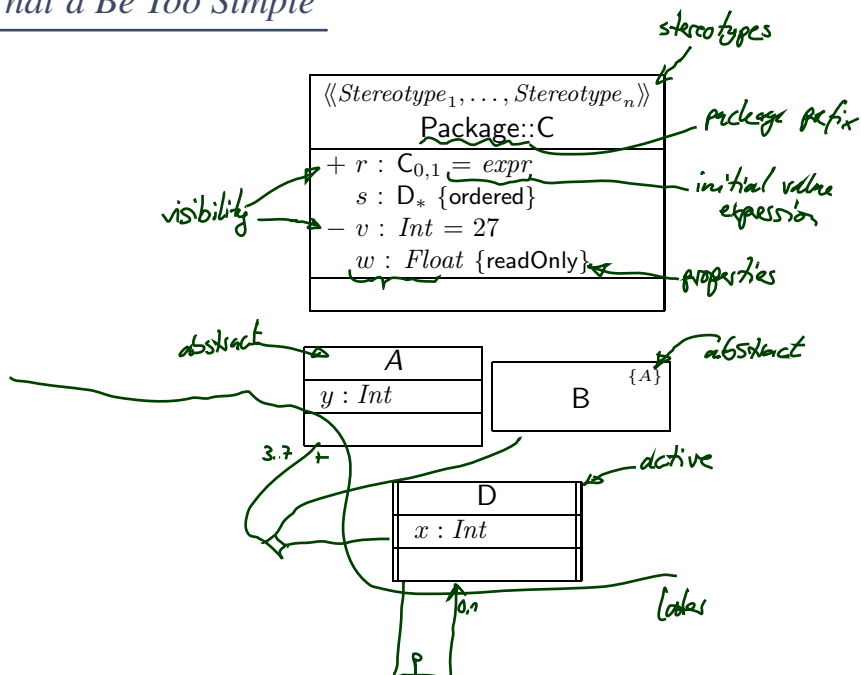 hat'd Be Too Simple
stereotypes
⟨⟨Stereotype₁, . . . , Stereotypeₙ⟩⟩
Package::C
package prefix
+ r : C₀,₁ = expr
initial value
expression
s : D∗ {ordered}
visibility
− v : Int = 27
w : Float {readOnly}
properties
abstract
A
abstract
{A}
y : Int
B
3..7
+
active
D
x : Int
0,1
later
P